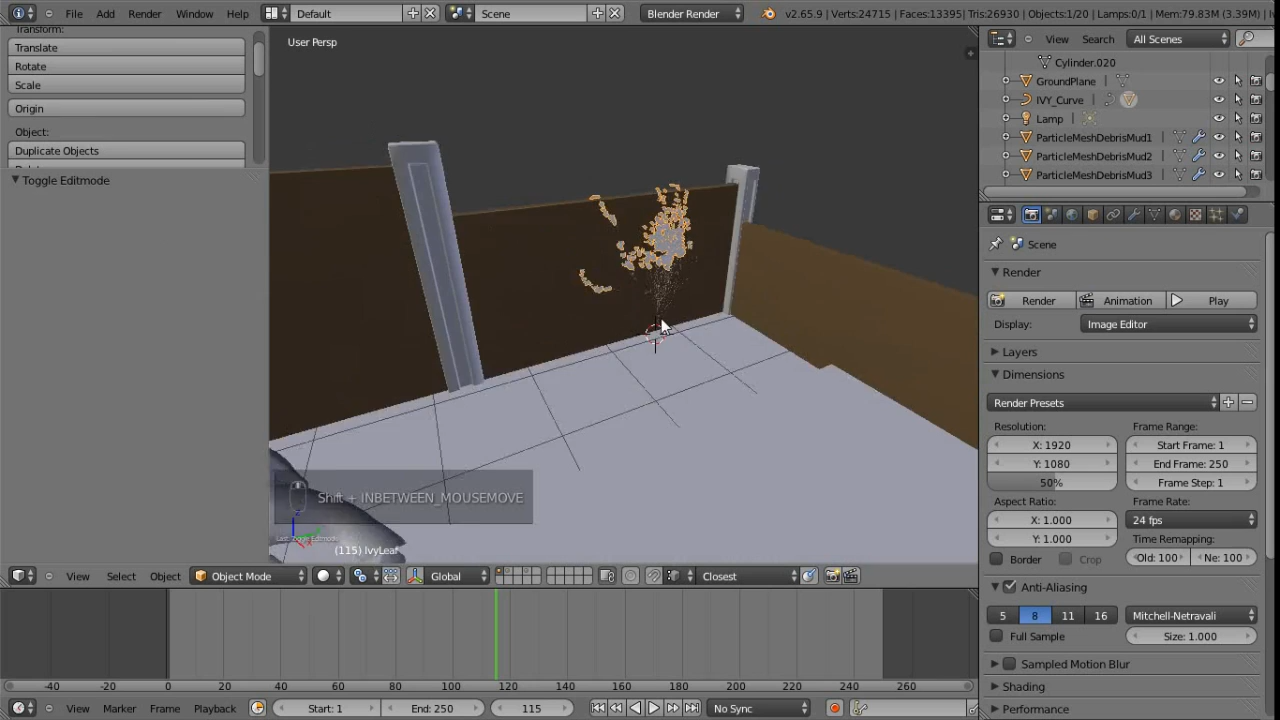 File Add Render Window Help Default Scene Blender Render v2.65.9 | Verts:24715 | Faces:13395| Tris:26930 | Objects:1/20 | Lamps:0/1 | Mem:79.83M (3.39M) |
Transform:
Translate
Rotate
Scale
Origin
Object:
Duplicate Objects
Toggle Editmode
User Persp
Shift + INBETWEEN_MOUSEMOVE
Last: Toggle Editmode
(115) IvyLeaf
View Select Object Object Mode Global Closest
View Search All Scenes
Cylinder.020
GroundPlane
IVY_Curve
Lamp
ParticleMeshDebrisMud1
ParticleMeshDebrisMud2
ParticleMeshDebrisMud3
Scene
Render
Render Animation Play
Display: Image Editor
Layers
Dimensions
Render Presets
Resolution: Frame Range:
X: 1920 Start Frame: 1
Y: 1080 End Frame: 250
50% Frame Step: 1
Aspect Ratio: Frame Rate:
X: 1.000 24 fps
Y: 1.000 Time Remapping:
Border Crop Old: 100 Ne: 100
Anti-Aliasing
5 8 11 16 Mitchell-Netravali
Full Sample Size: 1.000
Sampled Motion Blur
Shading
Performance
-40 -20 0 20 40 60 80 100 120 140 160 180 200 220 240 260
View Marker Frame Playback Start: 1 End: 250 115 No Sync